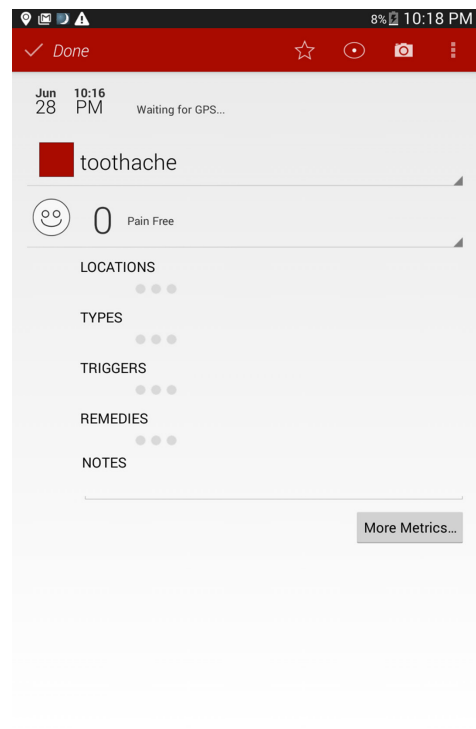 8% 10:18 PM
Done
Jun 10:16
28 PM Waiting for GPS...
toothache
0 Pain Free
LOCATIONS
TYPES
TRIGGERS
REMEDIES
NOTES
More Metrics...